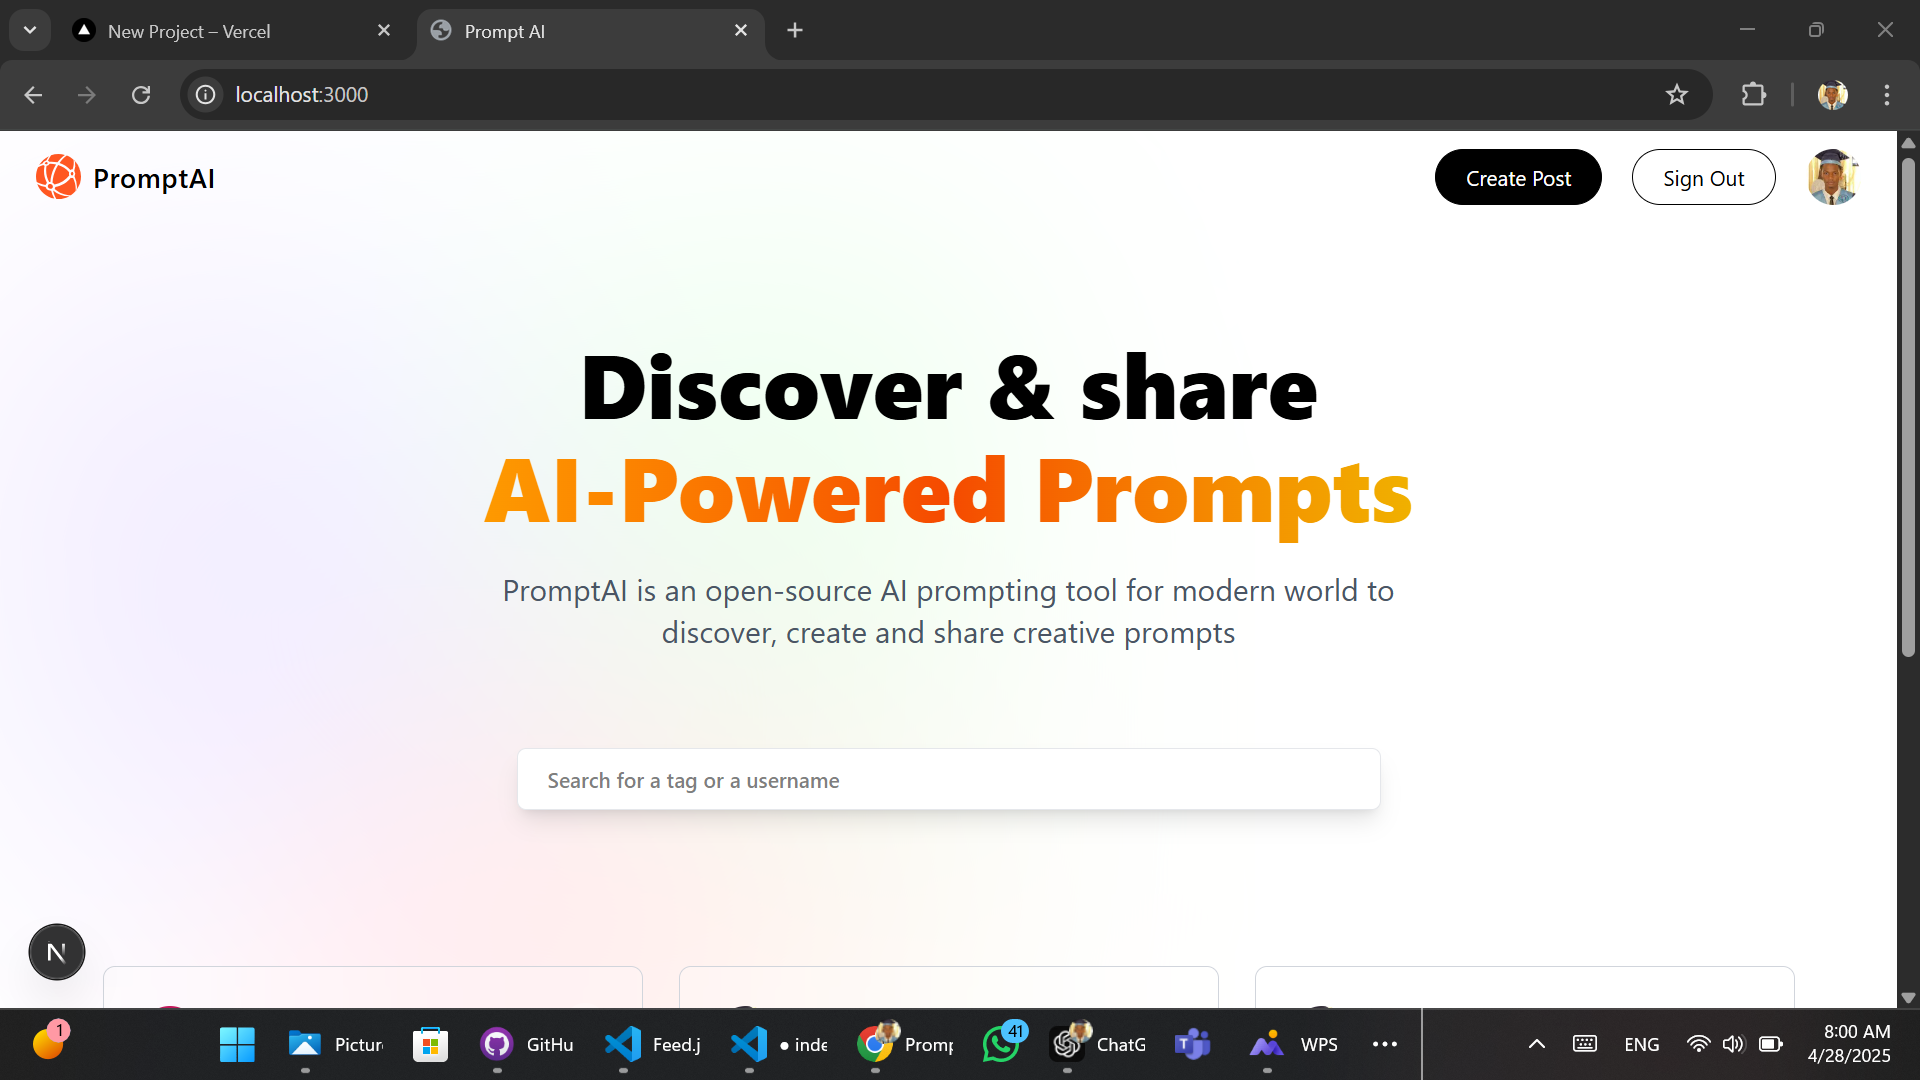 New Project – Vercel
Prompt AI
localhost:3000
PromptAI
Create Post
Sign Out
Discover & share
AI-Powered Prompts
PromptAI is an open-source AI prompting tool for modern world to
discover, create and share creative prompts
Search for a tag or a username
N
1
Pictur
GitHu
Feed.j
● inde
Promp
41
ChatG
WPS
ENG
8:00 AM
4/28/2025